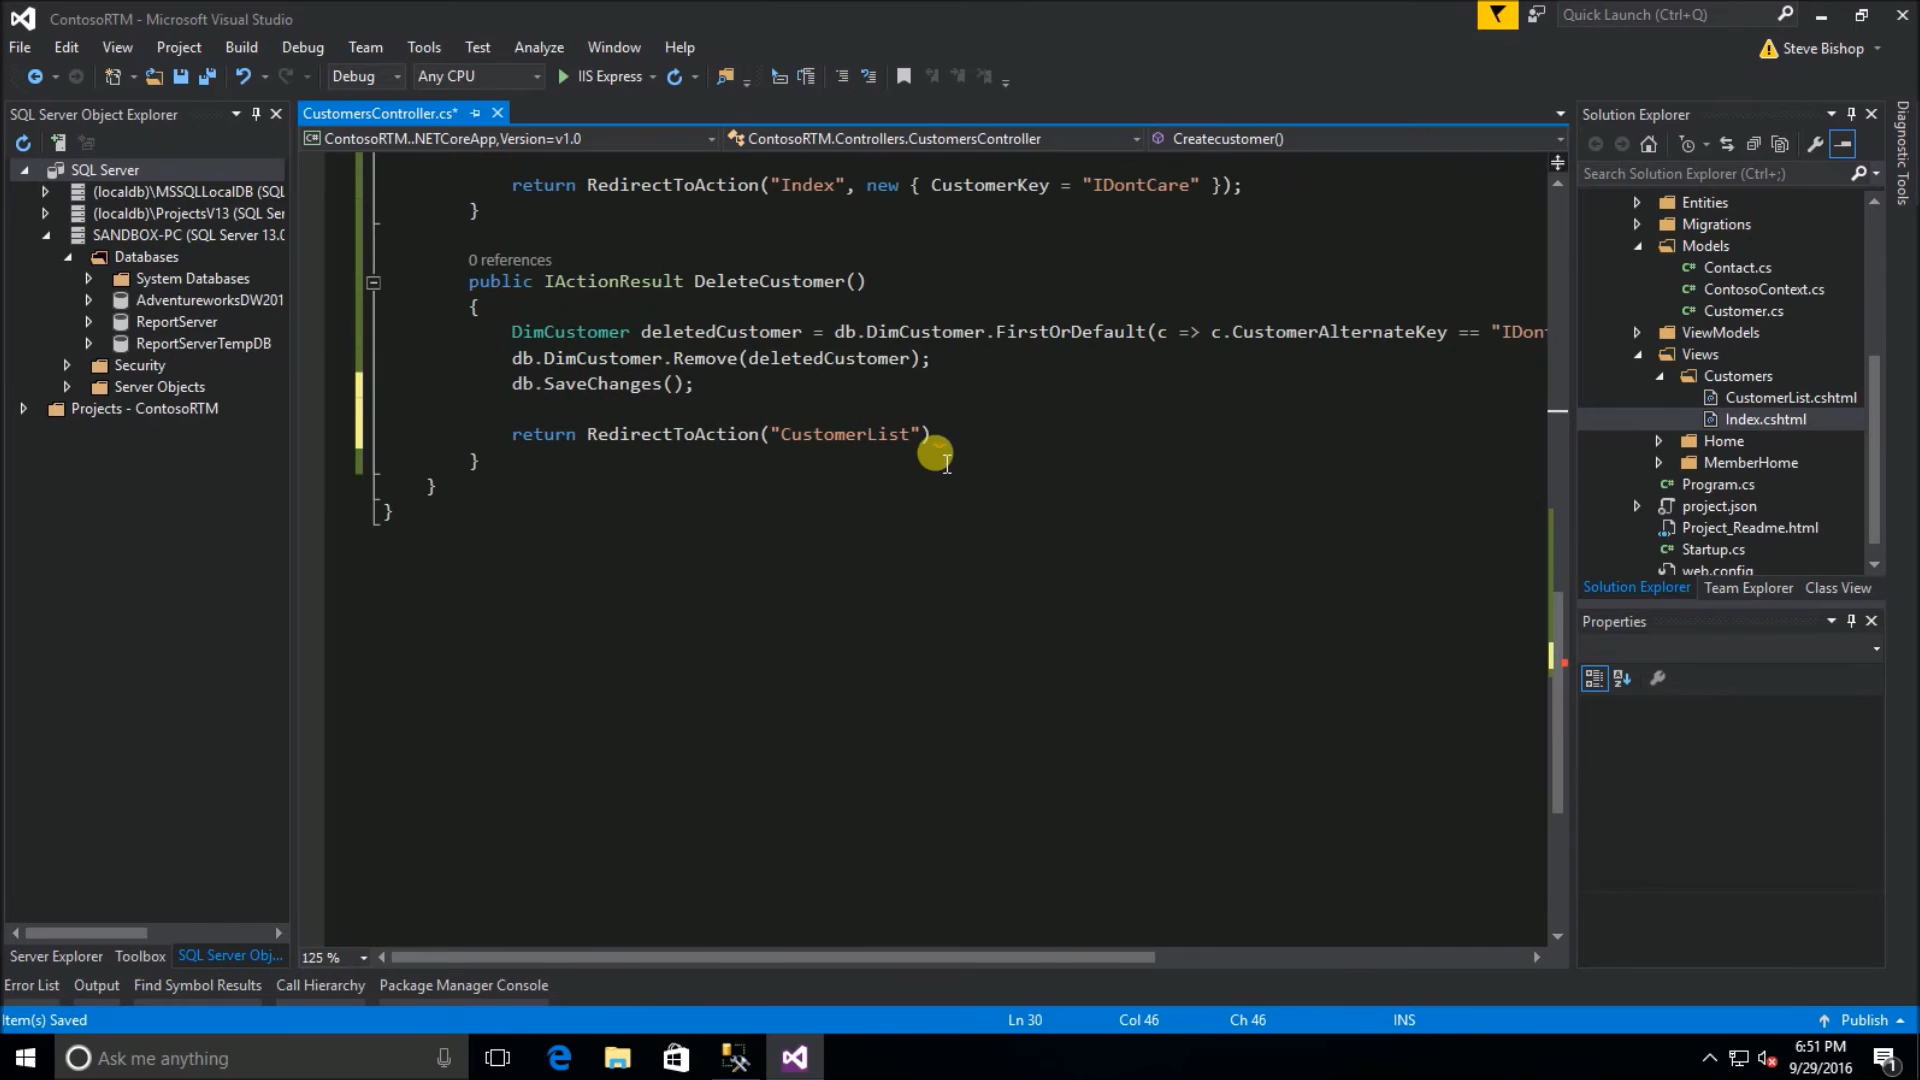 ContosoRTM - Microsoft Visual Studio
Quick Launch (Ctrl+Q)
File Edit View Project Build Debug Team Tools Test Analyze Window Help
Steve Bishop
Debug Any CPU IIS Express
SQL Server Object Explorer
SQL Server
(localdb)\MSSQLLocalDB (SQL
(localdb)\ProjectsV13 (SQL Ser
SANDBOX-PC (SQL Server 13.0
Databases
System Databases
AdventureworksDW201
ReportServer
ReportServerTempDB
Security
Server Objects
Projects - ContosoRTM
Server Explorer Toolbox SQL Server Obj...
CustomersController.cs*
ContosoRTM..NETCoreApp,Version=v1.0 ContosoRTM.Controllers.CustomersController Createcustomer()
return RedirectToAction("Index", new { CustomerKey = "IDontCare" });
}
0 references
public IActionResult DeleteCustomer()
{
DimCustomer deletedCustomer = db.DimCustomer.FirstOrDefault(c => c.CustomerAlternateKey == "IDon
db.DimCustomer.Remove(deletedCustomer);
db.SaveChanges();
return RedirectToAction("CustomerList")
}
}
}
125 %
Solution Explorer
Search Solution Explorer (Ctrl+;)
Entities
Migrations
Models
Contact.cs
ContosoContext.cs
Customer.cs
ViewModels
Views
Customers
CustomerList.cshtml
Index.cshtml
Home
MemberHome
Program.cs
project.json
Project_Readme.html
Startup.cs
web.config
Solution Explorer Team Explorer Class View
Properties
Diagnostic Tools
Error List Output Find Symbol Results Call Hierarchy Package Manager Console
Item(s) Saved Ln 30 Col 46 Ch 46 INS Publish
Ask me anything
6:51 PM
9/29/2016
1